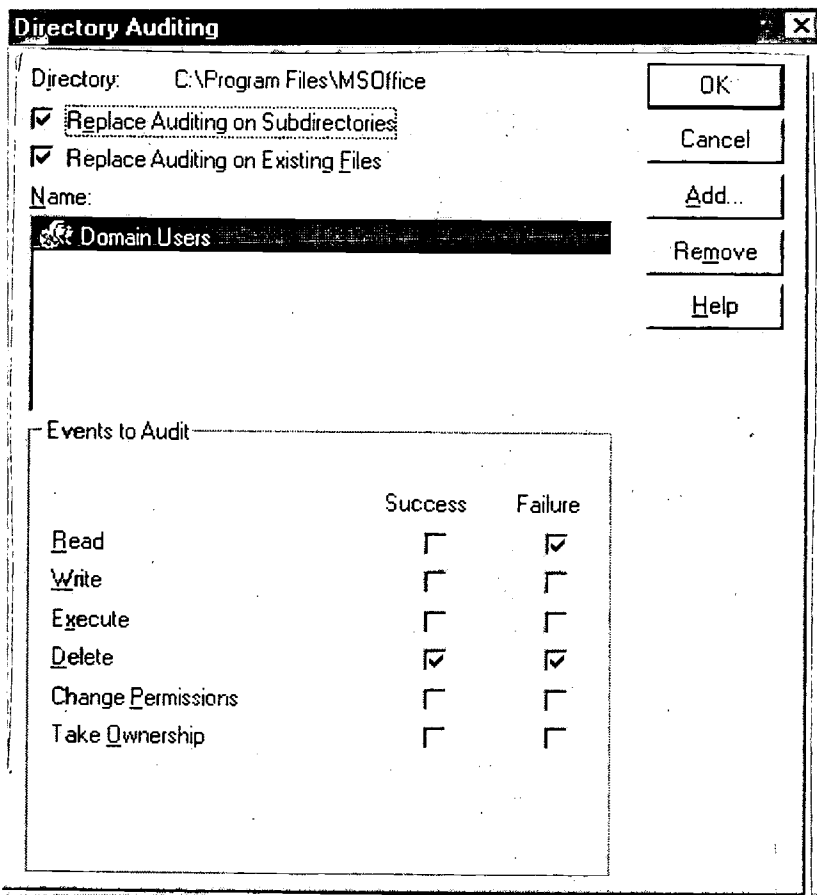 Directory Auditing
Directory: C:\Program Files\MSOffice
OK
Replace Auditing on Subdirectories
Cancel
Replace Auditing on Existing Files
Name:
Add...
Domain Users
Remove
Help
Events to Audit
Success Failure
Read
Write
Execute
Delete
Change Permissions
Take Ownership